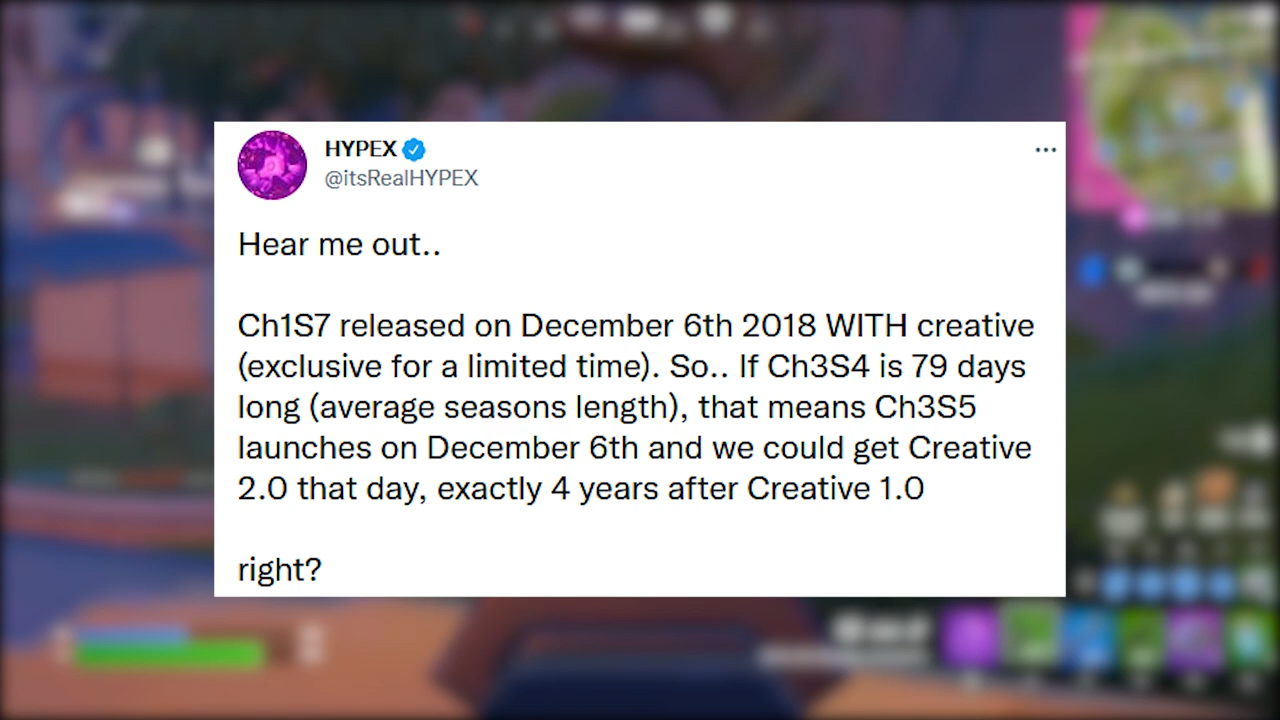 HYPEX
@itsRealHYPEX
Hear me out..
Ch1S7 released on December 6th 2018 WITH creative
(exclusive for a limited time). So.. If Ch3S4 is 79 days
long (average seasons length), that means Ch3S5
launches on December 6th and we could get Creative
2.0 that day, exactly 4 years after Creative 1.0
right?